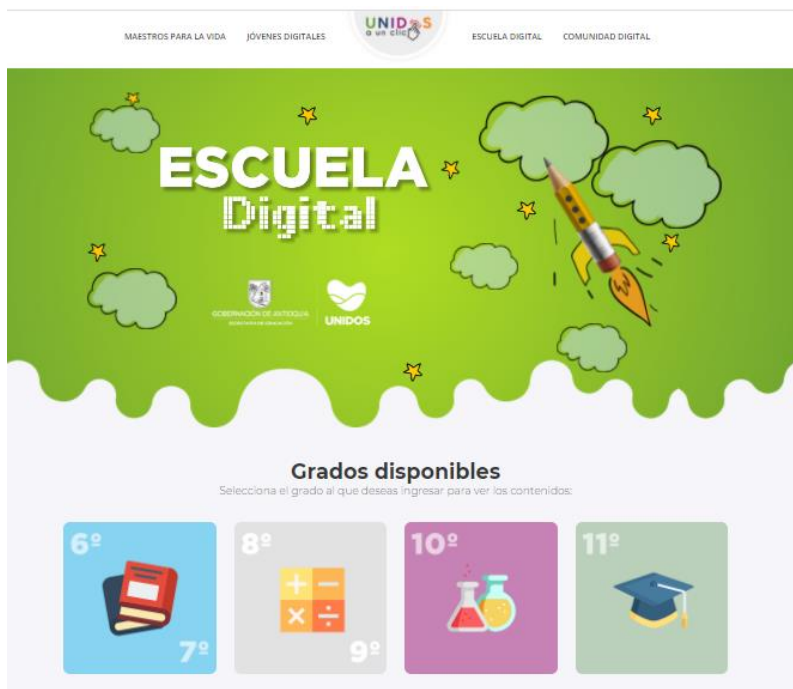 MAESTROS PARA LA VIDA
JÓVENES DIGITALES
UNIDOS
a un clic
ESCUELA DIGITAL
COMUNIDAD DIGITAL
ESCUELA
Digital
GOBERNACIÓN DE ANTIOQUIA
UNIDOS
Grados disponibles
Selecciona el grado al que deseas ingresar para ver los contenidos:
6º
7º
8º
9º
10º
11º